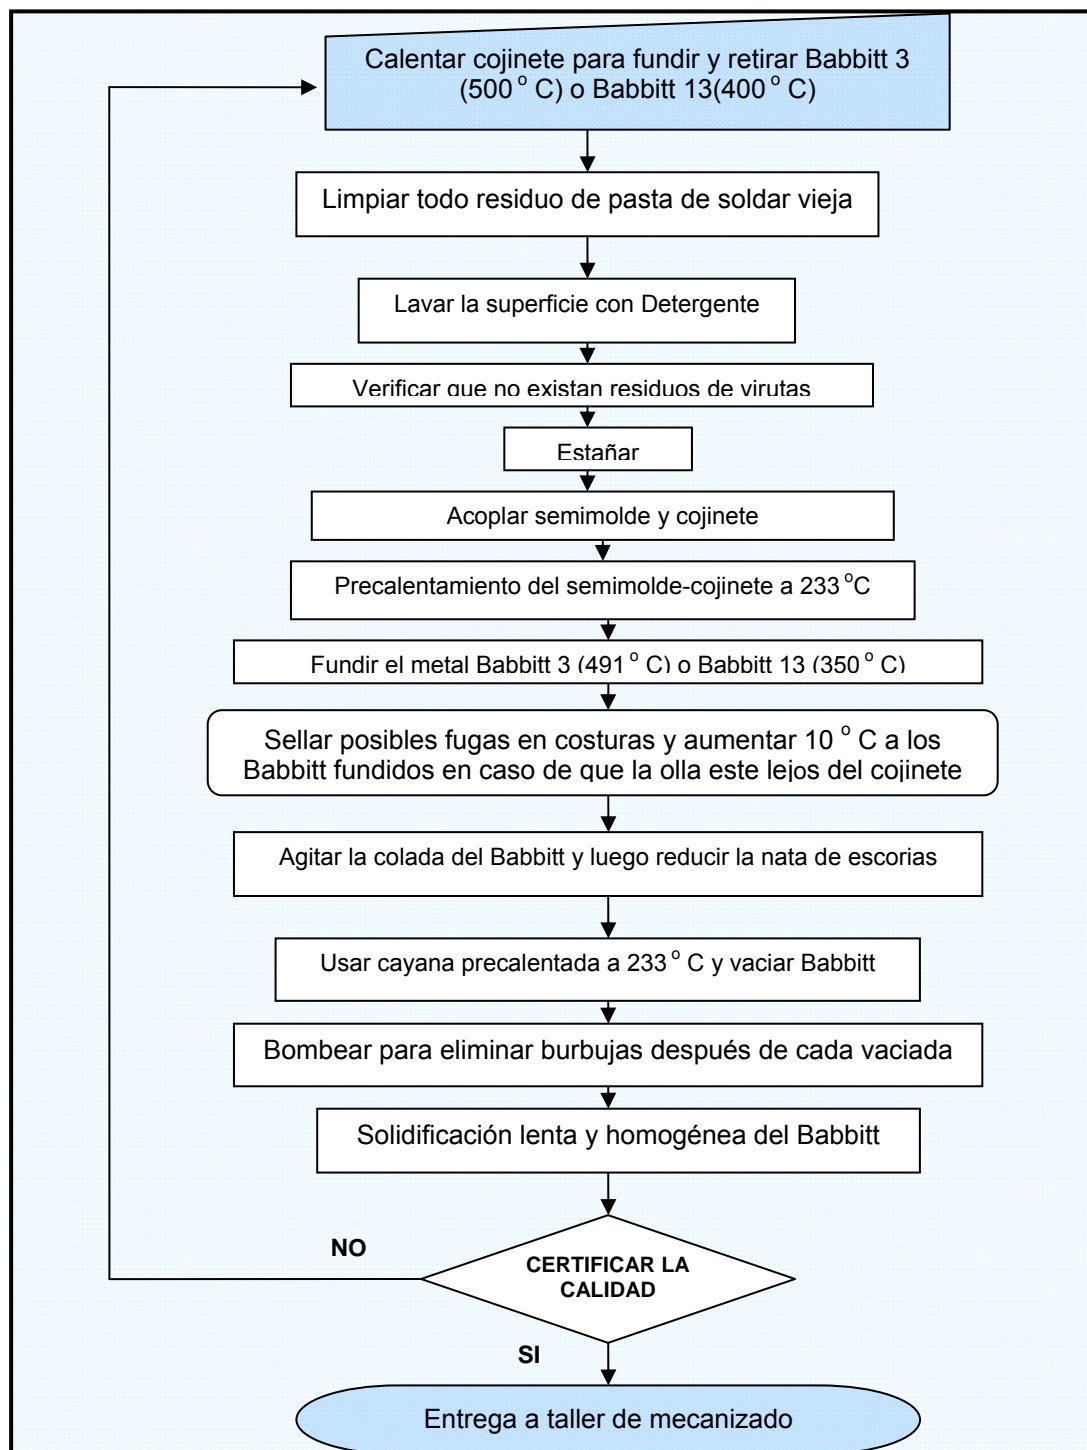 Calentar cojinete para fundir y retirar Babbitt 3
(500 ° C) o Babbitt 13(400 ° C)
Limpiar todo residuo de pasta de soldar vieja
Lavar la superficie con Detergente
Verificar que no existan residuos de virutas
Estañar
Acoplar semimolde y cojinete
Precalentamiento del semimolde-cojinete a 233 °C
Fundir el metal Babbitt 3 (491 ° C) o Babbitt 13 (350 ° C)
Sellar posibles fugas en costuras y aumentar 10 ° C a los
Babbitt fundidos en caso de que la olla este lejos del cojinete
Agitar la colada del Babbitt y luego reducir la nata de escorias
Usar cayana precalentada a 233 ° C y vaciar Babbitt
Bombear para eliminar burbujas después de cada vaciada
Solidificación lenta y homogénea del Babbitt
NO
CERTIFICAR LA
CALIDAD
SI
Entrega a taller de mecanizado